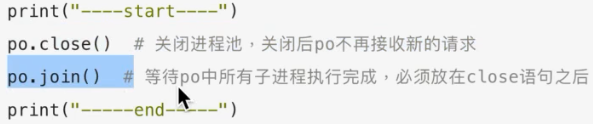 print("----start----")
po.close()  # 关闭进程池，关闭后po不再接收新的请求
po.join()  # 等待po中所有子进程执行完成，必须放在close语句之后
print("-----end-----")